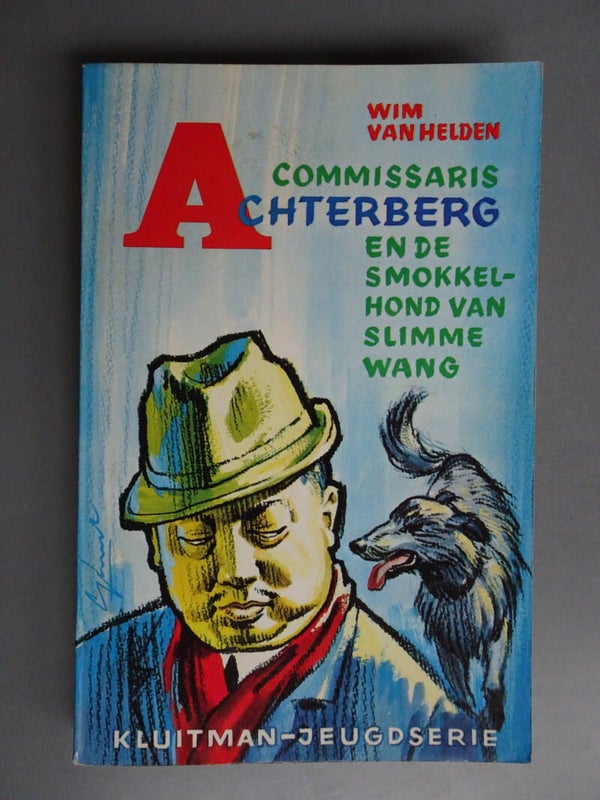 WIM
VAN HELDEN
COMMISSARIS
ACHTERBERG
EN DE
SMOKKEL-
HOND VAN
SLIMME
WANG
KLUITMAN-JEUGDSERIE